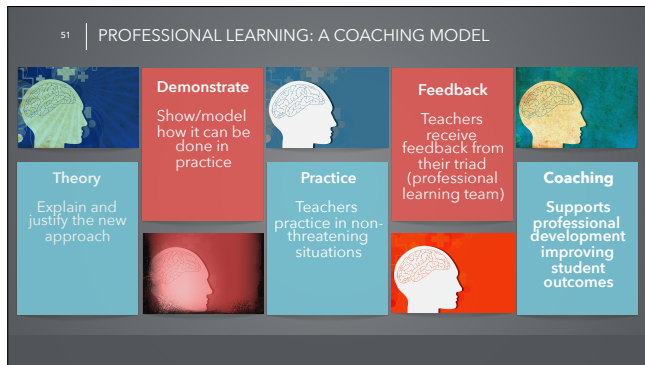 51
PROFESSIONAL LEARNING: A COACHING MODEL
Theory
Explain and
justify the new
approach
Demonstrate
Show/model
how it can be
done in
practice
Practice
Teachers
practice in non-
threatening
situations
Feedback
Teachers
receive
feedback from
their triad
(professional
learning team)
Coaching
Supports
professional
development
improving
student
outcomes